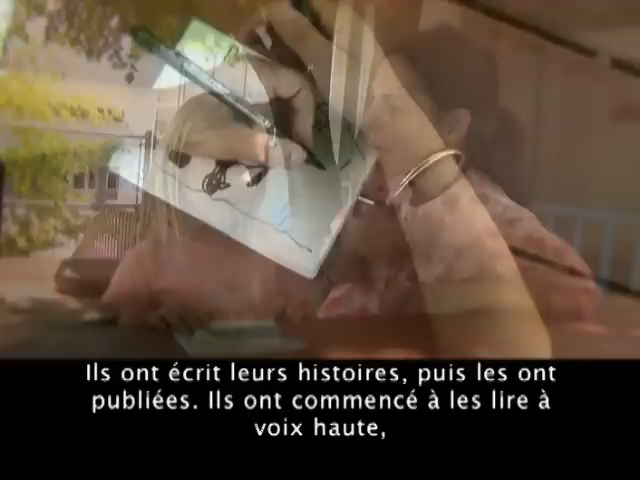 Ils ont écrit leurs histoires, puis les ont
publiées. Ils ont commencé à les lire à
voix haute,